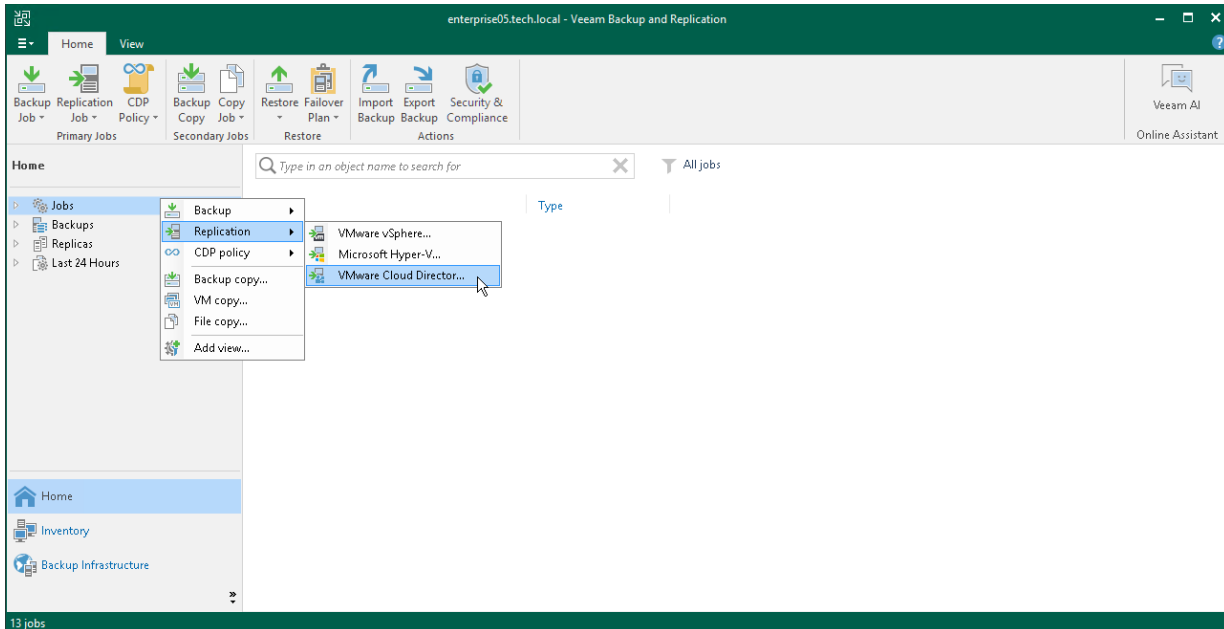 enterprise05.tech.local - Veeam Backup and Replication
Home View
?
Backup Job Replication Job CDP Policy
Primary Jobs
Backup Copy Copy Job
Secondary Jobs
Restore Failover Plan
Restore
Import Backup Export Backup Security & Compliance
Actions
Veeam AI
Online Assistant
Home
Type in an object name to search for
All jobs
Type
Jobs
Backups
Replicas
Last 24 Hours
Backup
Replication
CDP policy
Backup copy...
VM copy...
File copy...
Add view...
VMware vSphere...
Microsoft Hyper-V...
VMware Cloud Director...
Home
Inventory
Backup Infrastructure
13 jobs